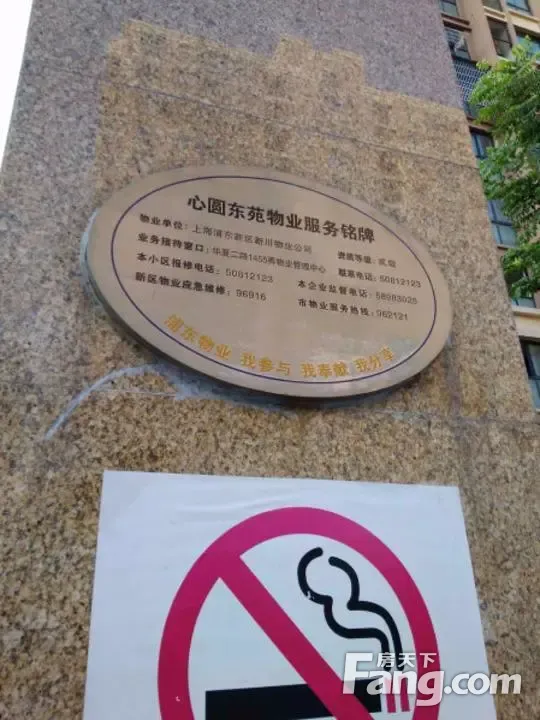 心圆东苑物业服务铭牌
物业单位：上海浦东新区新川物业公司 资质等级：贰级
业务接待窗口：华夏二路1455弄物业管理中心 联系电话：50812123
本小区报修电话：50812123 本企业监督电话：58983025
新区物业应急维修：96916 市物业服务热线：962121
浦东物业 我参与 我奉献 我分享
房天下
Fang.com